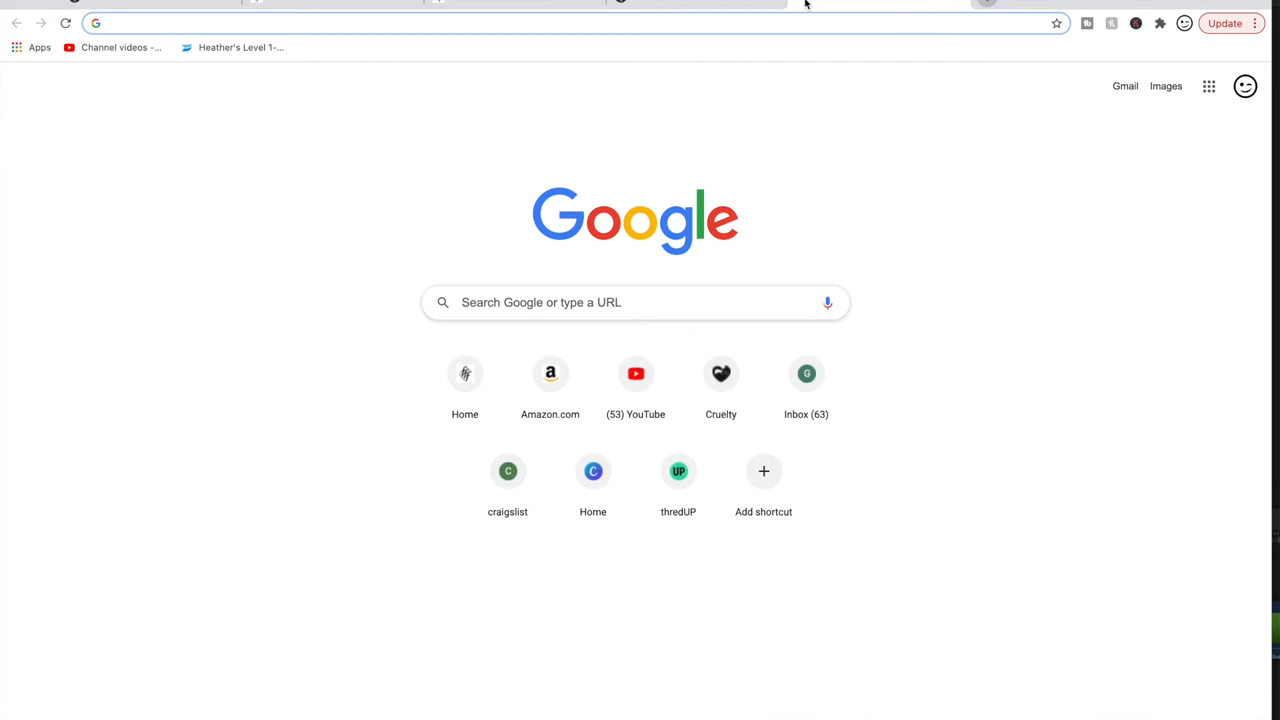 Update
Apps
Channel videos -...
Heather's Level 1-...
Gmail
Images
Google
Search Google or type a URL
Home
Amazon.com
(53) YouTube
Cruelty
Inbox (63)
craigslist
Home
thredUP
Add shortcut